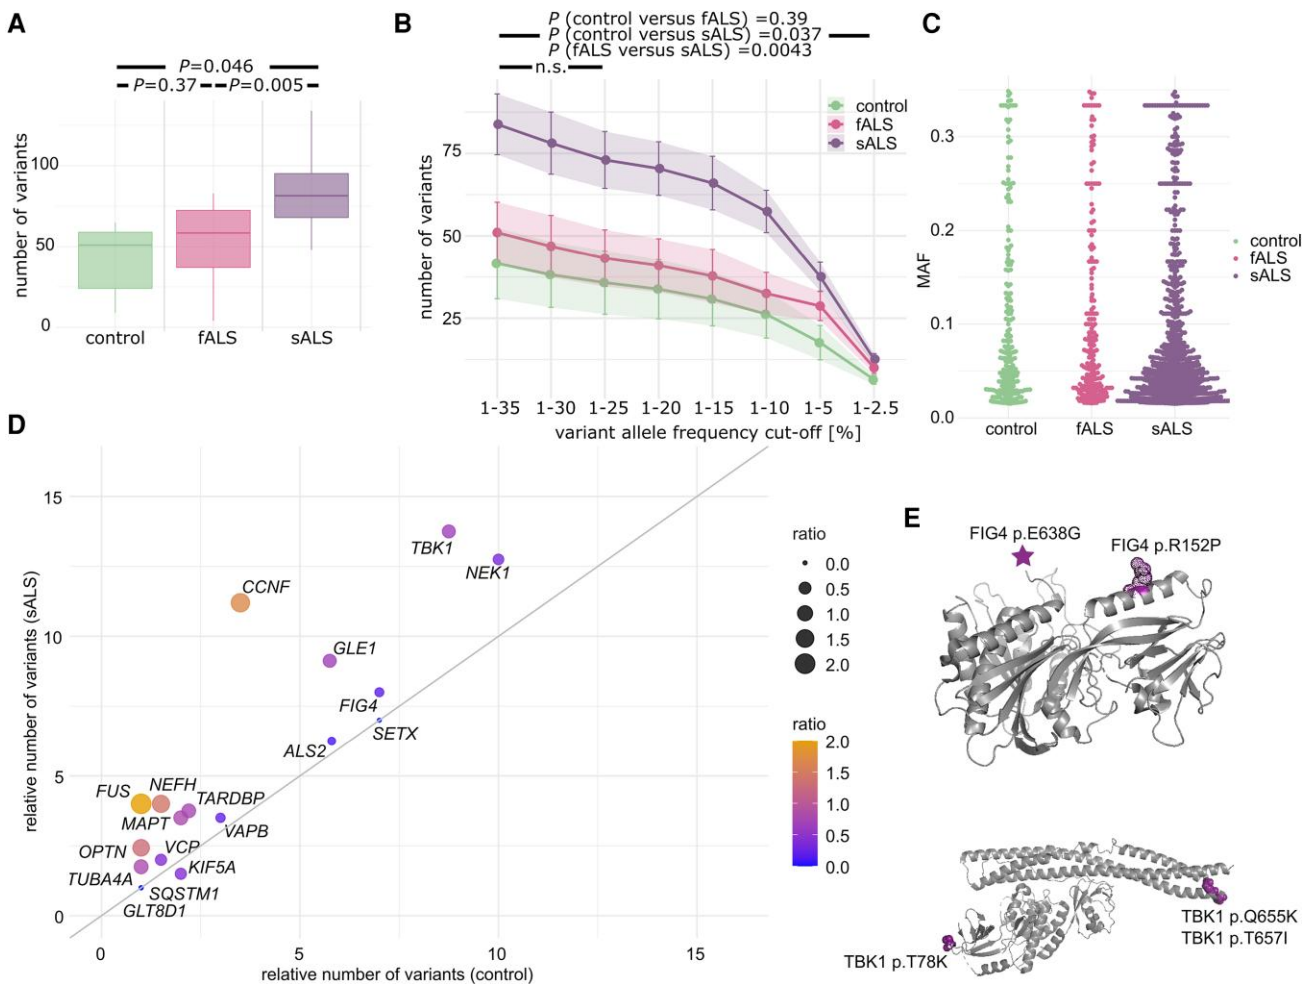 A
P=0.046
P=0.37
P=0.005
number of variants
100
50
0
control
fALS
sALS
B
P (control versus fALS) =0.39
P (control versus sALS) =0.037
P (fALS versus sALS) =0.0043
n.s.
control
fALS
sALS
number of variants
75
50
25
1-35
1-30
1-25
1-20
1-15
1-10
1-5
1-2.5
variant allele frequency cut-off [%]
C
MAF
0.3
0.2
0.1
0.0
control
fALS
sALS
control
fALS
sALS
D
relative number of variants (sALS)
15
10
5
0
TBK1
NEK1
CCNF
GLE1
FIG4
SETX
ALS2
FUS
NEFH
TARDBP
MAPT
VAPB
OPTN
VCP
KIF5A
TUBA4A
SQSTM1
GLT8D1
0
5
10
15
relative number of variants (control)
ratio
0.0
0.5
1.0
1.5
2.0
ratio
2.0
1.5
1.0
0.5
0.0
E
FIG4 p.E638G
FIG4 p.R152P
TBK1 p.Q655K
TBK1 p.T657I
TBK1 p.T78K